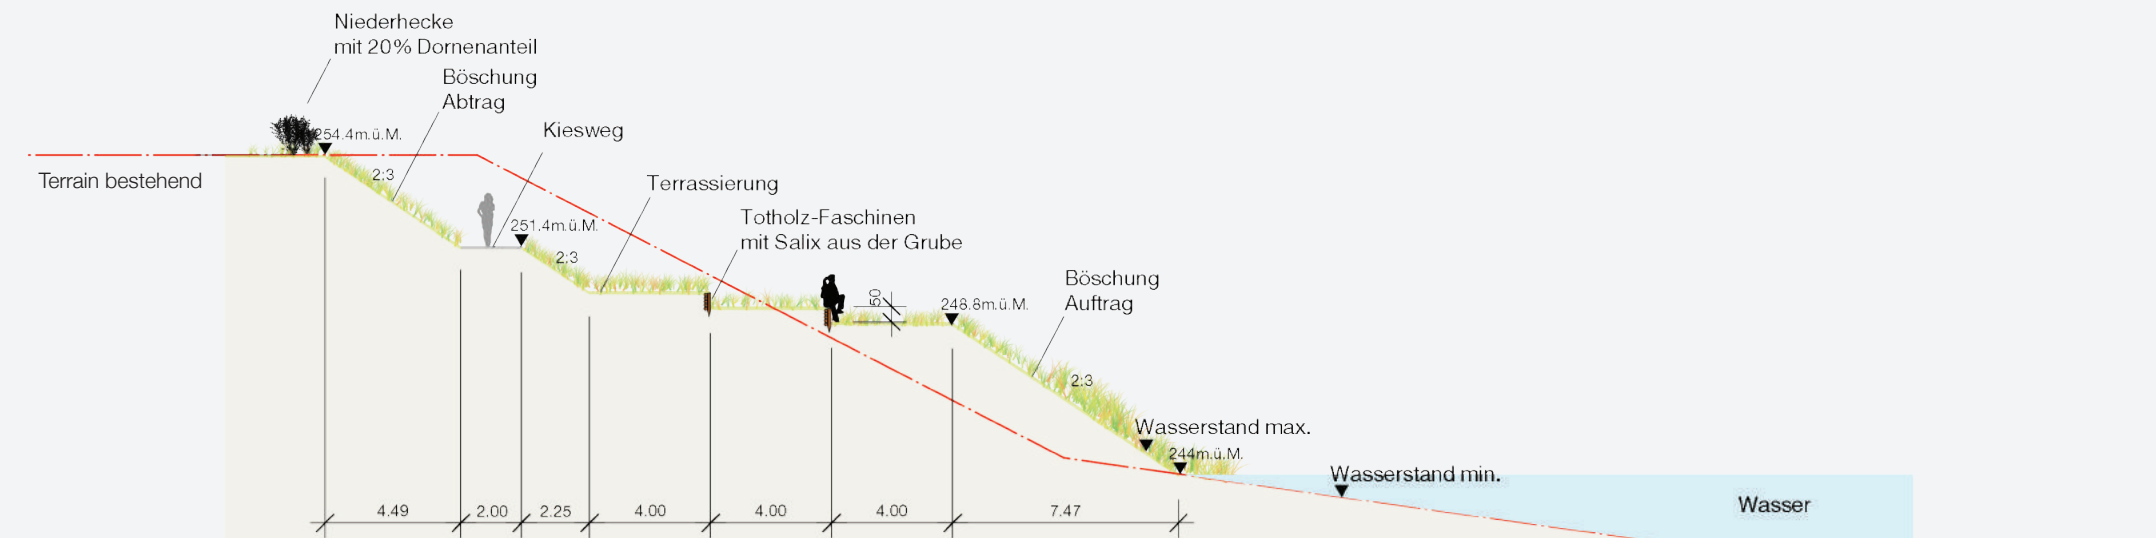 Niederhecke
mit 20% Dornenanteil
Böschung
Abtrag
Kiesweg
254.4m.ü.M.
Terrain bestehend
2:3
Terrassierung
Totholz-Faschinen
mit Salix aus der Grube
251.4m.ü.M.
2:3
Böschung
Auftrag
50
248.8m.ü.M.
2:3
Wasserstand max.
244m.ü.M.
Wasserstand min.
Wasser
4.49 2.00 2.25 4.00 4.00 4.00 7.47